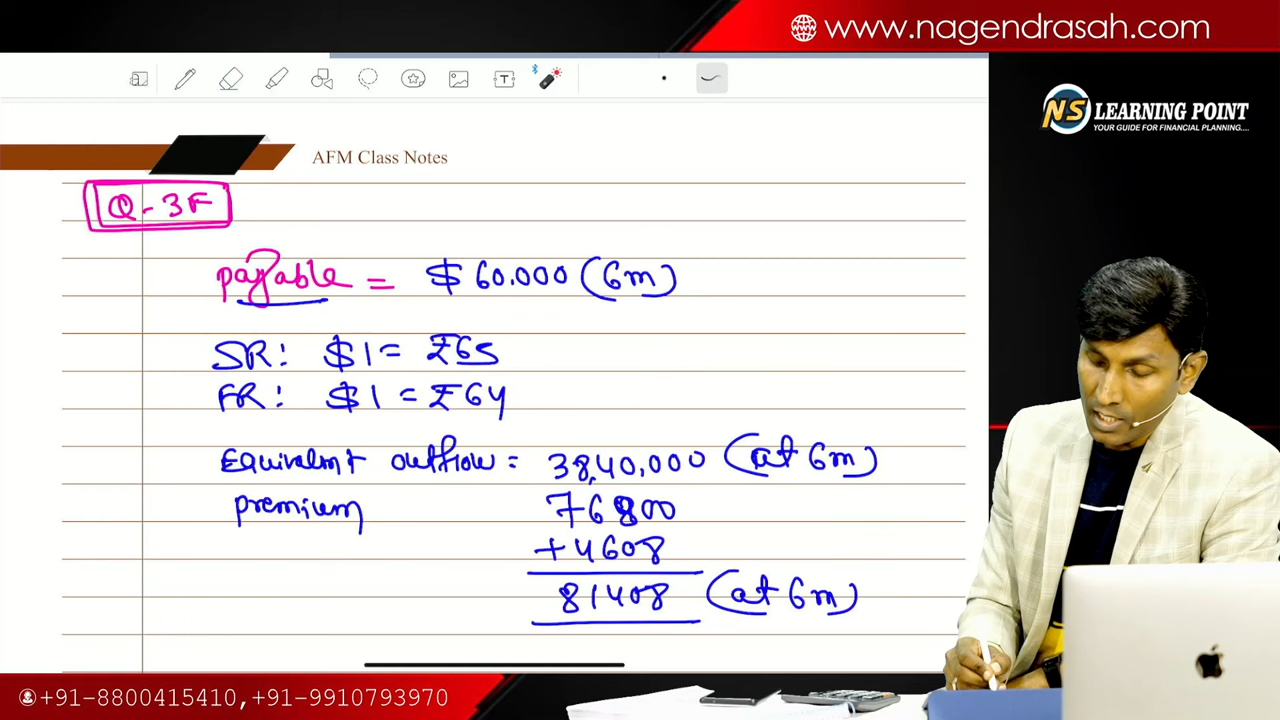 www.nagendrasah.com
NS LEARNING POINT
YOUR GUIDE FOR FINANCIAL PLANNING....
AFM Class Notes
Q-3F
payable = $ 60.000 (6m)
SR: $1 = ₹65
FR: $1 = ₹64
Equivalent outflow = 38,40,000 (at 6m)
premium 76800
+4608
81408 (at 6m)
+91-8800415410,+91-9910793970